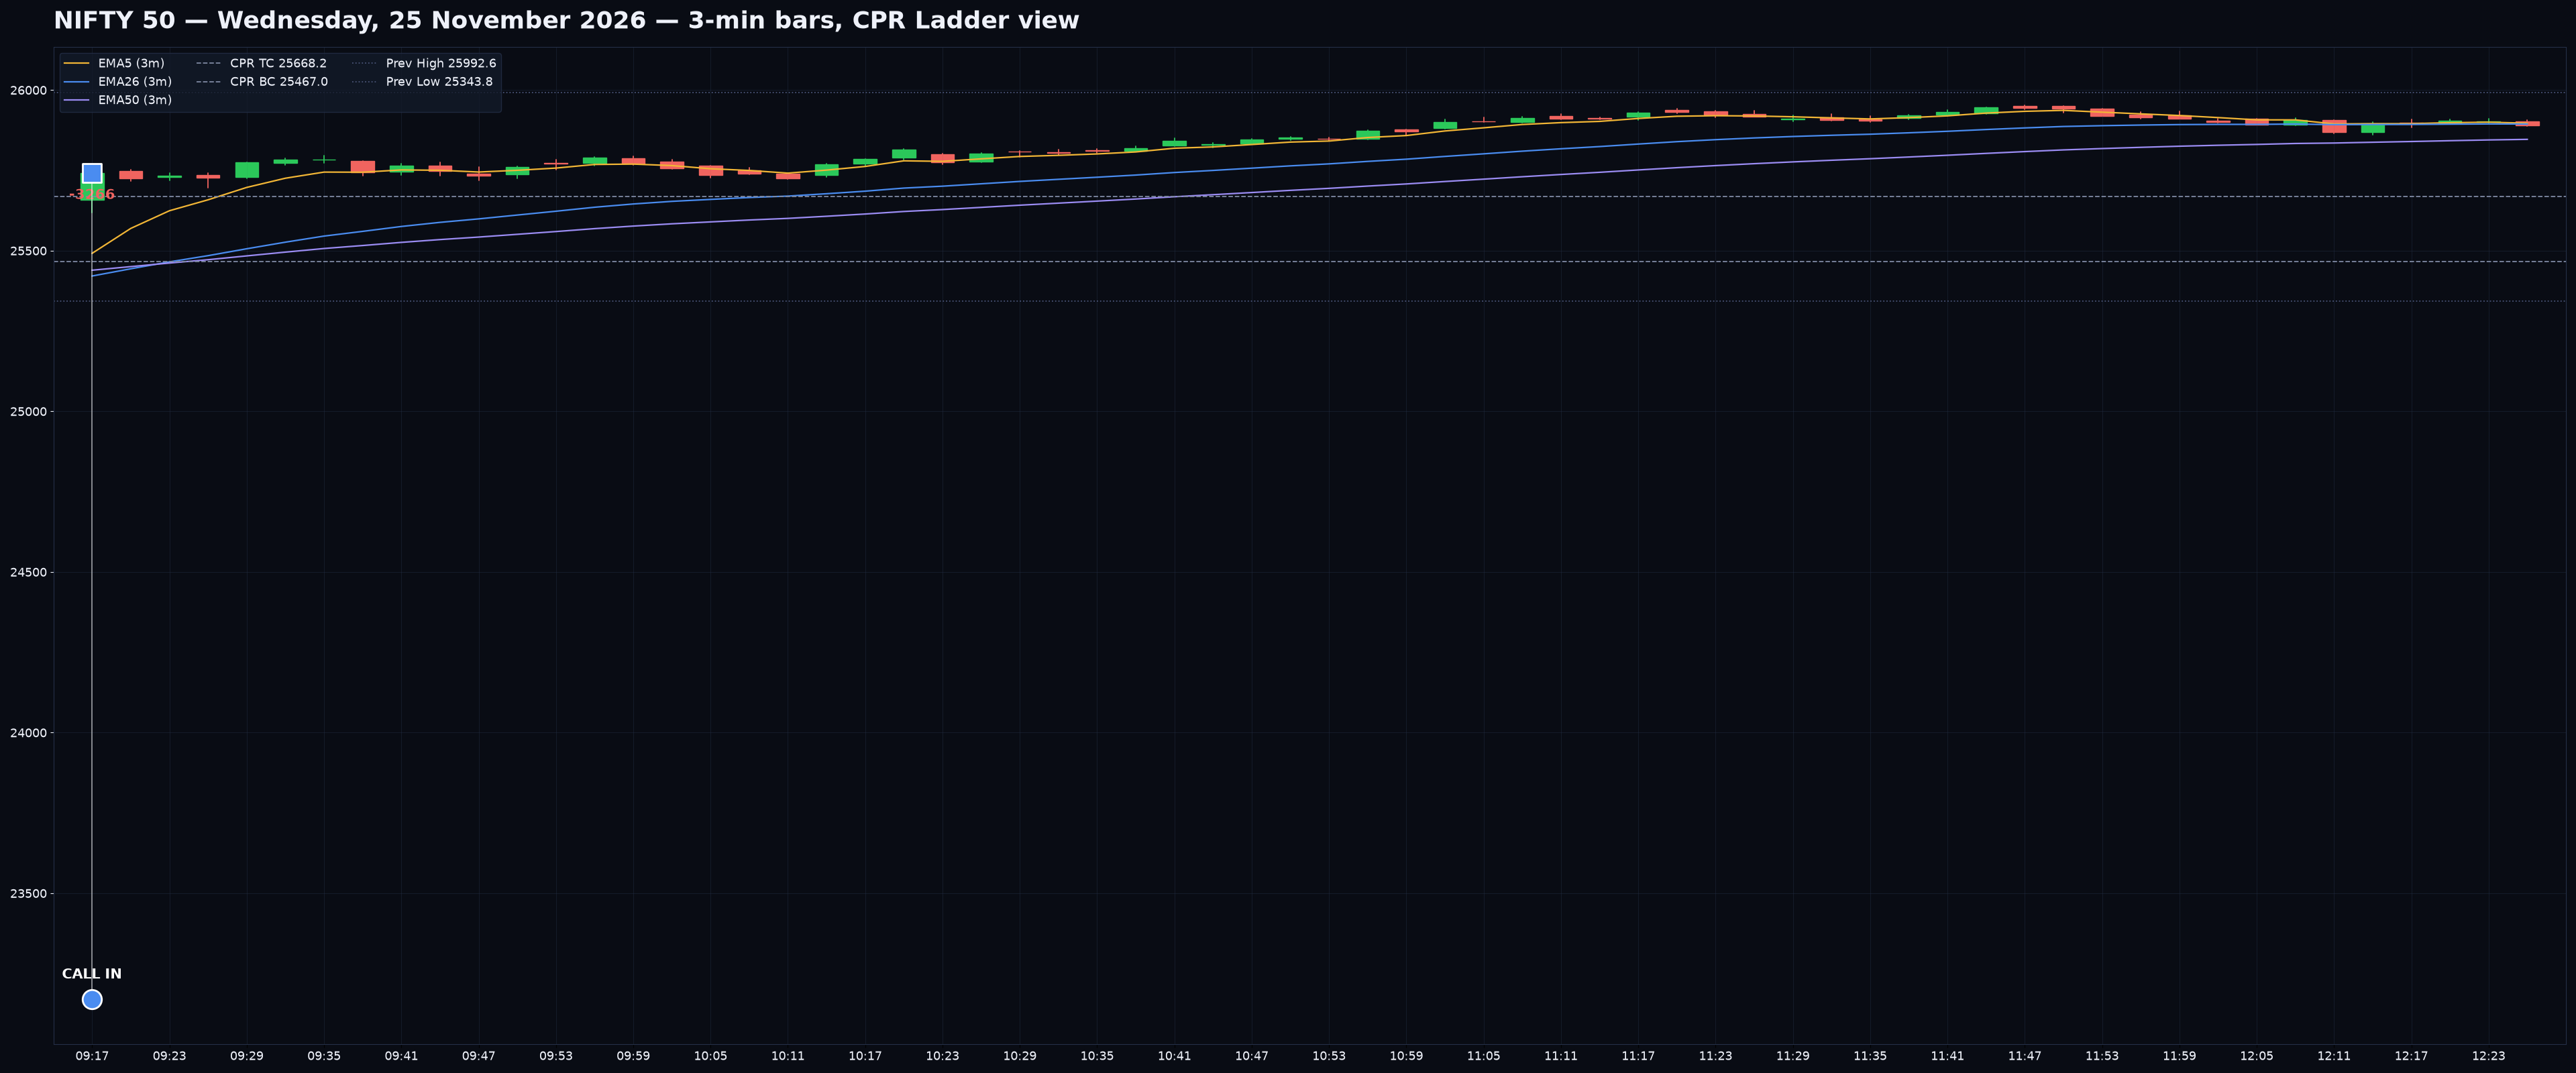 NIFTY 50 — Wednesday, 25 November 2026 — 3-min bars, CPR Ladder view
EMA5 (3m)
EMA26 (3m)
EMA50 (3m)
CPR TC 25668.2
CPR BC 25467.0
Prev High 25992.6
Prev Low 25343.8
26000
25500
25000
24500
24000
23500
CALL IN
09:17 09:23 09:29 09:35 09:41 09:47 09:53 09:59 10:05 10:11 10:17 10:23 10:29 10:35 10:41 10:47 10:53 10:59 11:05 11:11 11:17 11:23 11:29 11:35 11:41 11:47 11:53 11:59 12:05 12:11 12:17 12:23